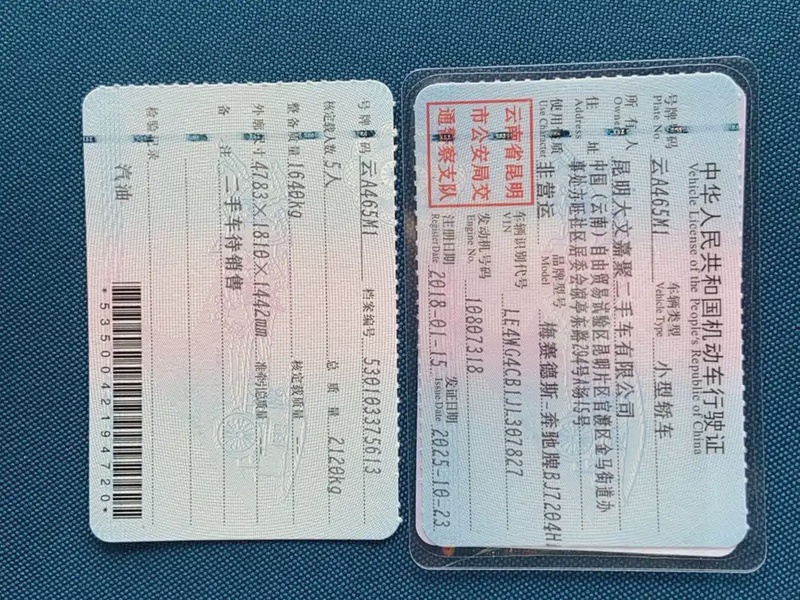 中华人民共和国机动车行驶证
Vehicle License of the People's Republic of China
号牌号码 云A465M1 车辆类型 小型轿车
Plate No. Vehicle Type
所有人 昆明大文嘉聚二手车有限公司
Owner
住址 中国(云南)自由贸易试验区昆明片区官渡区金马街道办
Address 事处方旺社区居委会凉亭东路294号A场15号
使用性质 非营运 品牌型号 梅赛德斯-奔驰牌BJ7204H
Use Character Model
云南省昆明
市公安局交
通警察支队
车辆识别代号 LE4WG4CB1JL307827
VIN
发动机号码 10807318
Engine No.
注册日期 2018-01-15 发证日期 2025-10-23
Register Date Issue Date
号牌号码 云A465M1 档案编号 530103375613
核定载人数 5人 总质量 2120kg
整备质量 1640kg 核定载质量 --
外廓尺寸 4783×1810×1442mm 准牵引总质量 --
备注 二手车待销售
检验记录
汽油
*5350042194720*